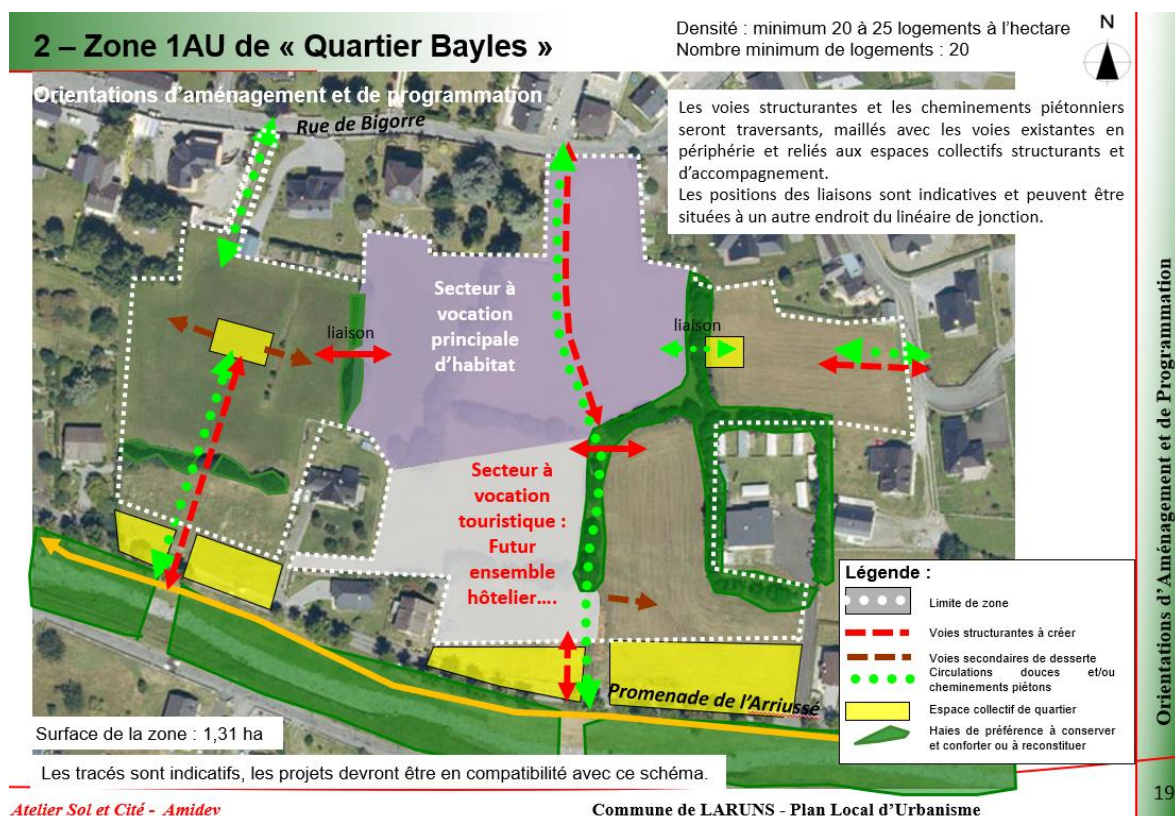 2 – Zone 1AU de « Quartier Bayles »
Densité : minimum 20 à 25 logements à l’hectare
Nombre minimum de logements : 20
N
Orientations d’aménagement et de programmation
Rue de Bigorre
Les voies structurantes et les cheminements piétonniers
seront traversant, maillés avec les voies existantes en
périphérie et reliés aux espaces collectifs structurants et
d’accompagnement.
Les positions des liaisons sont indicatives et peuvent être
situées à un autre endroit du linéaire de jonction.
Secteur à
vocation
principale
d’habitat
liaison
liaison
Secteur à
vocation
touristique :
Futur
ensemble
hôtelier….
Promenade de l’Arriussé
Légende :
Limite de zone
Voies structurantes à créer
Voies secondaires de desserte
Circulations douces et/ou
cheminements piétons
Espace collectif de quartier
Haies de préférence à conserver
et conforter ou à reconstituer
Surface de la zone : 1,31 ha
Les tracés sont indicatifs, les projets devront être en compatibilité avec ce schéma.
Orientations d’Aménagement et de Programmation
19
Atelier Sol et Cité - Amidev
Commune de LARUNS - Plan Local d’Urbanisme